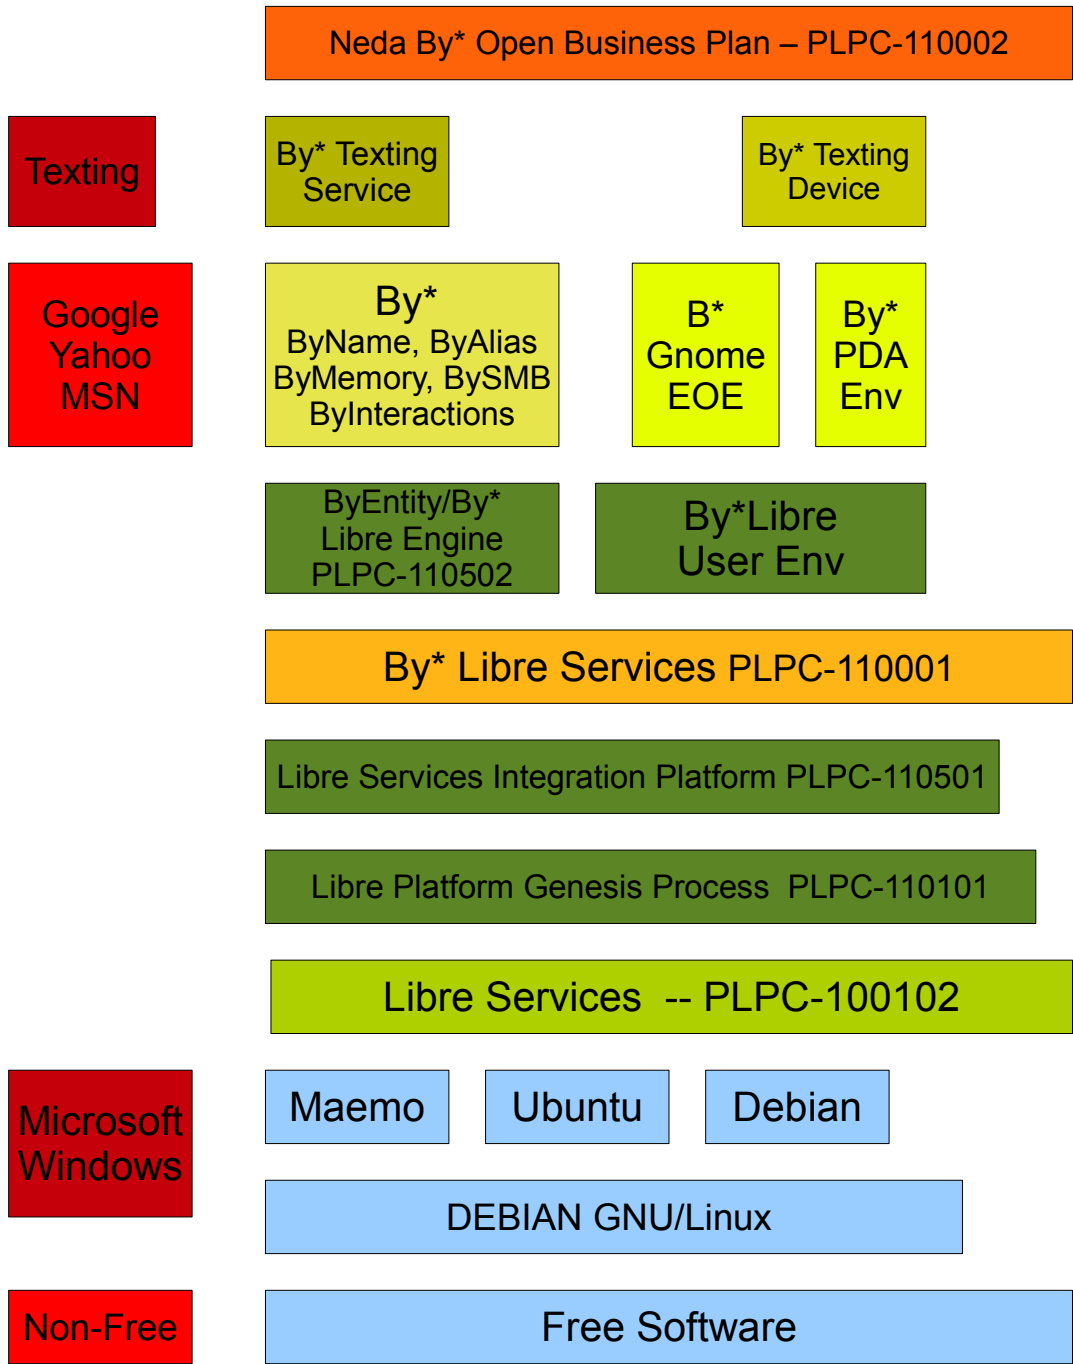 Neda By* Open Business Plan – PLPC-110002
Texting
By* Texting
Service
By* Texting
Device
Google
Yahoo
MSN
By*
ByName, ByAlias
ByMemory, BySMB
ByInteractions
B*
Gnome
EOE
By*
PDA
Env
ByEntity/By*
Libre Engine
PLPC-110502
By*Libre
User Env
By* Libre Services PLPC-110001
Libre Services Integration Platform PLPC-110501
Libre Platform Genesis Process  PLPC-110101
Libre Services  -- PLPC-100102
Microsoft
Windows
Maemo
Ubuntu
Debian
DEBIAN GNU/Linux
Non-Free
Free Software